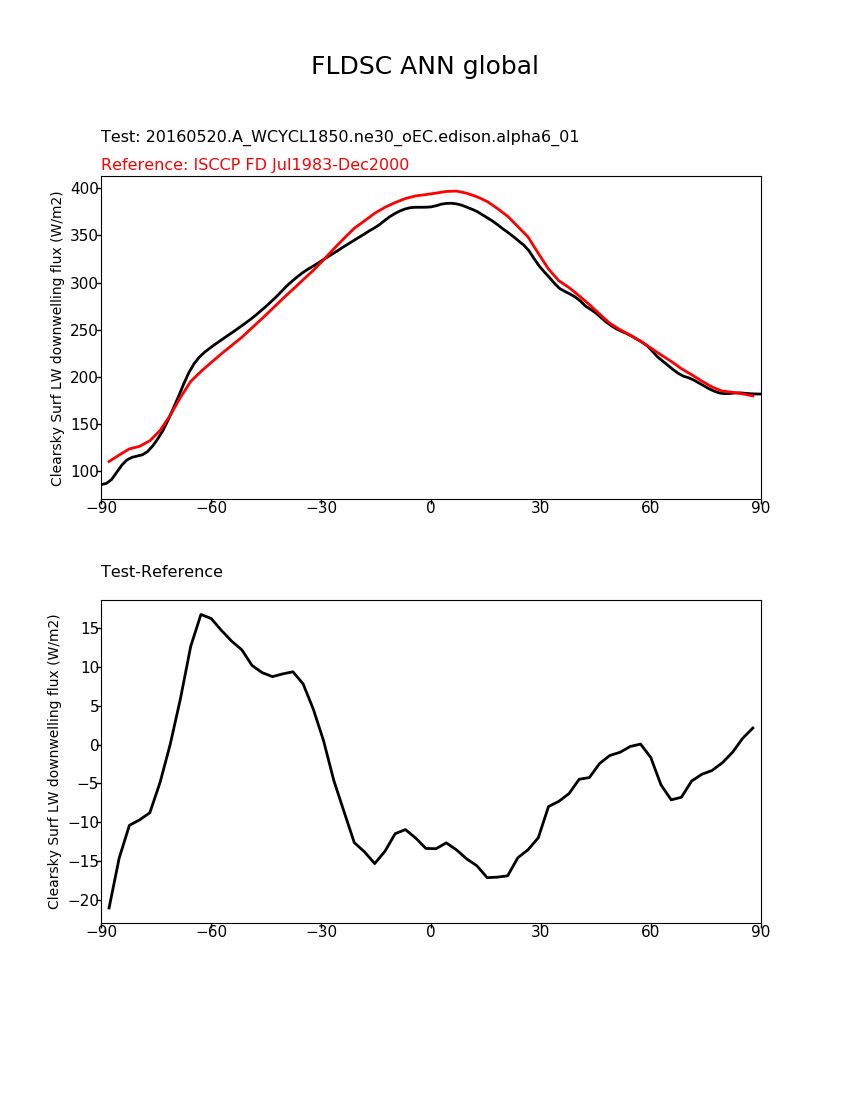 FLDSC ANN global
Test: 20160520.A_WCYCL1850.ne30_oEC.edison.alpha6_01
Reference: ISCCP FD Jul1983-Dec2000
Clearsky Surf LW downwelling flux (W/m2)
400
350
300
250
200
150
100
−90 −60 −30 0 30 60 90
Test-Reference
Clearsky Surf LW downwelling flux (W/m2)
15
10
5
0
−5
−10
−15
−20
−90 −60 −30 0 30 60 90